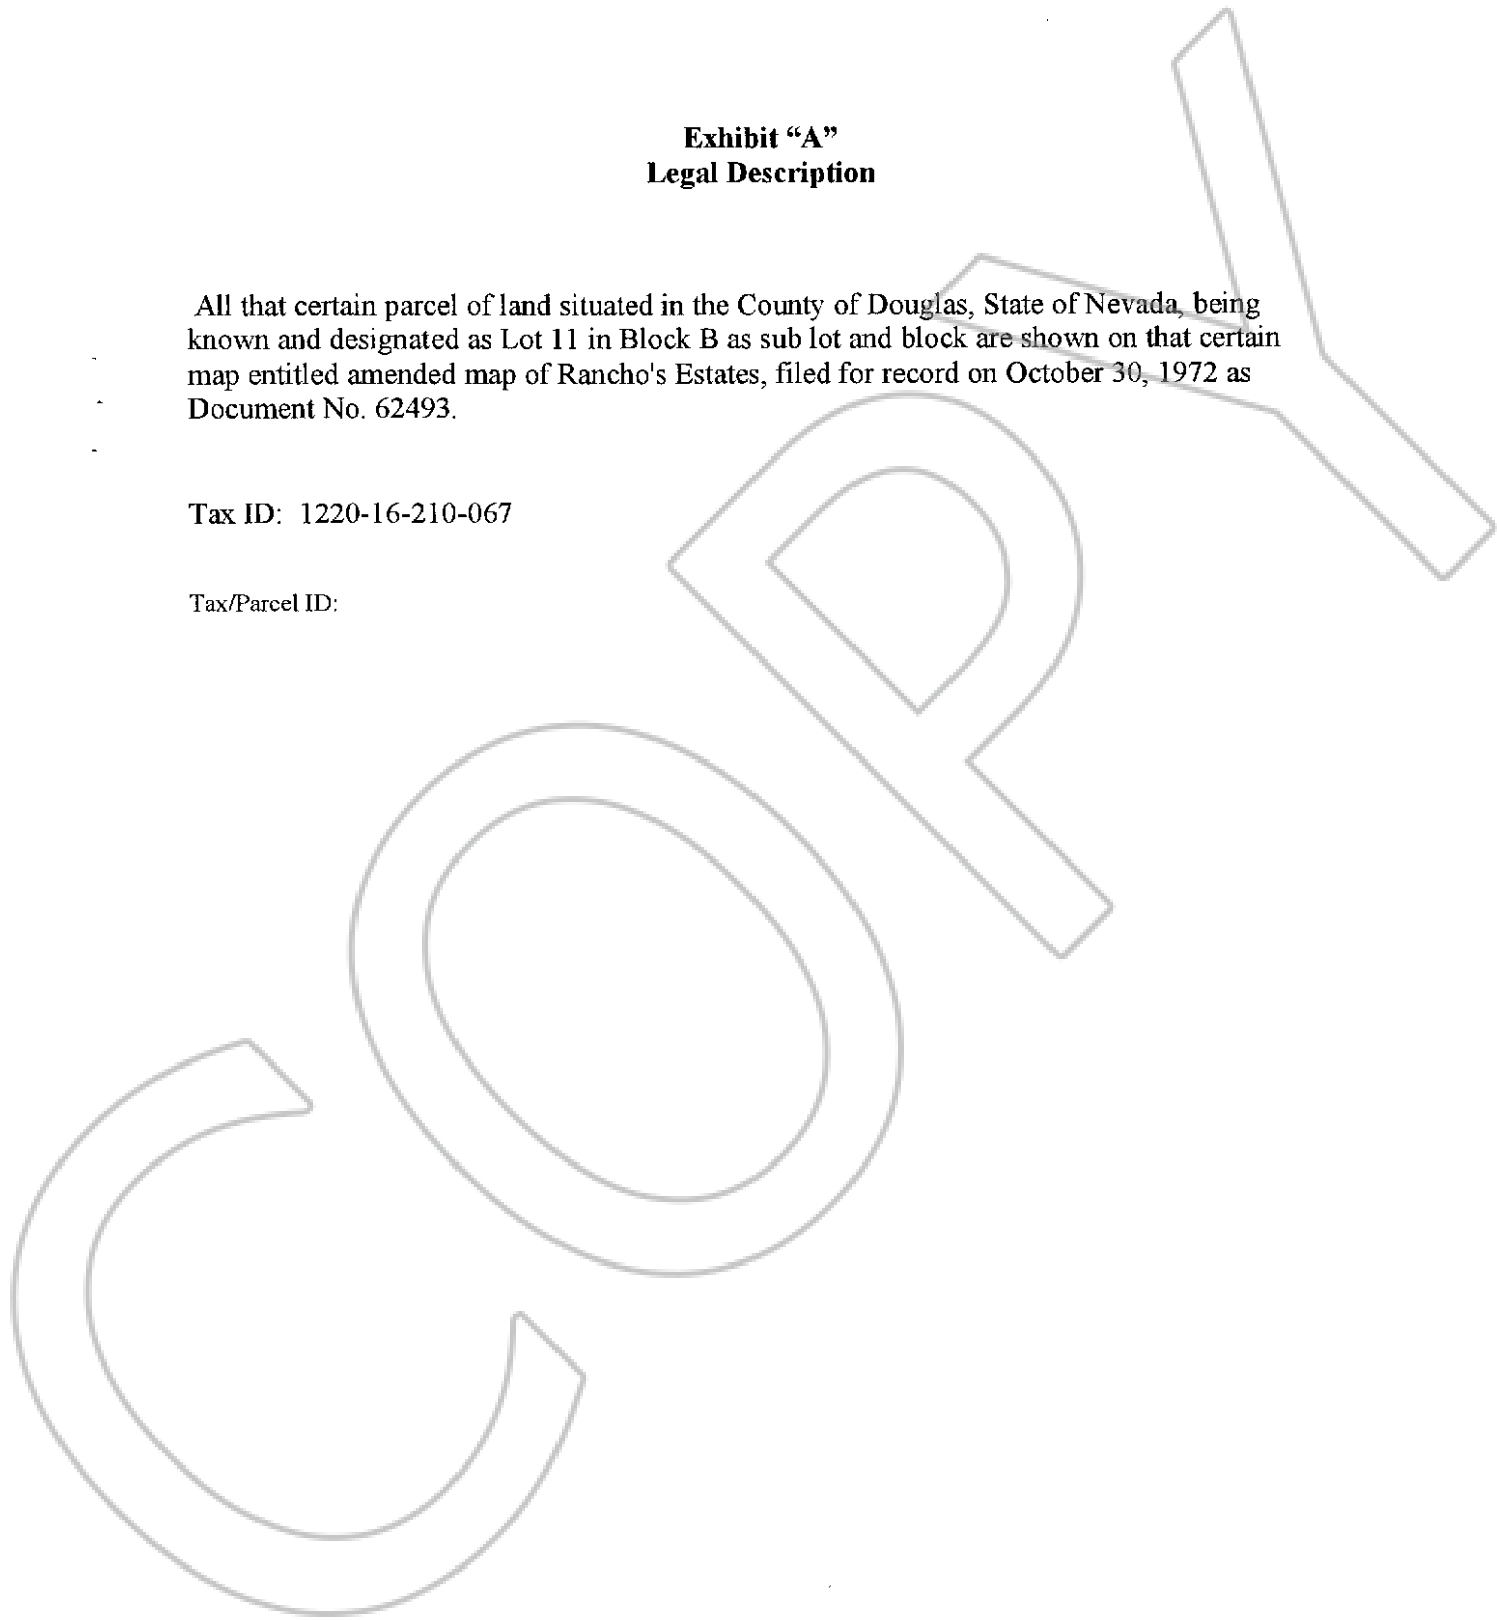 Exhibit “A”
Legal Description
All that certain parcel of land situated in the County of Douglas, State of Nevada, being
known and designated as Lot 11 in Block B as sub lot and block are shown on that certain
map entitled amended map of Rancho's Estates, filed for record on October 30, 1972 as
Document No. 62493.
Tax ID: 1220-16-210-067
Tax/Parcel ID:
COPY